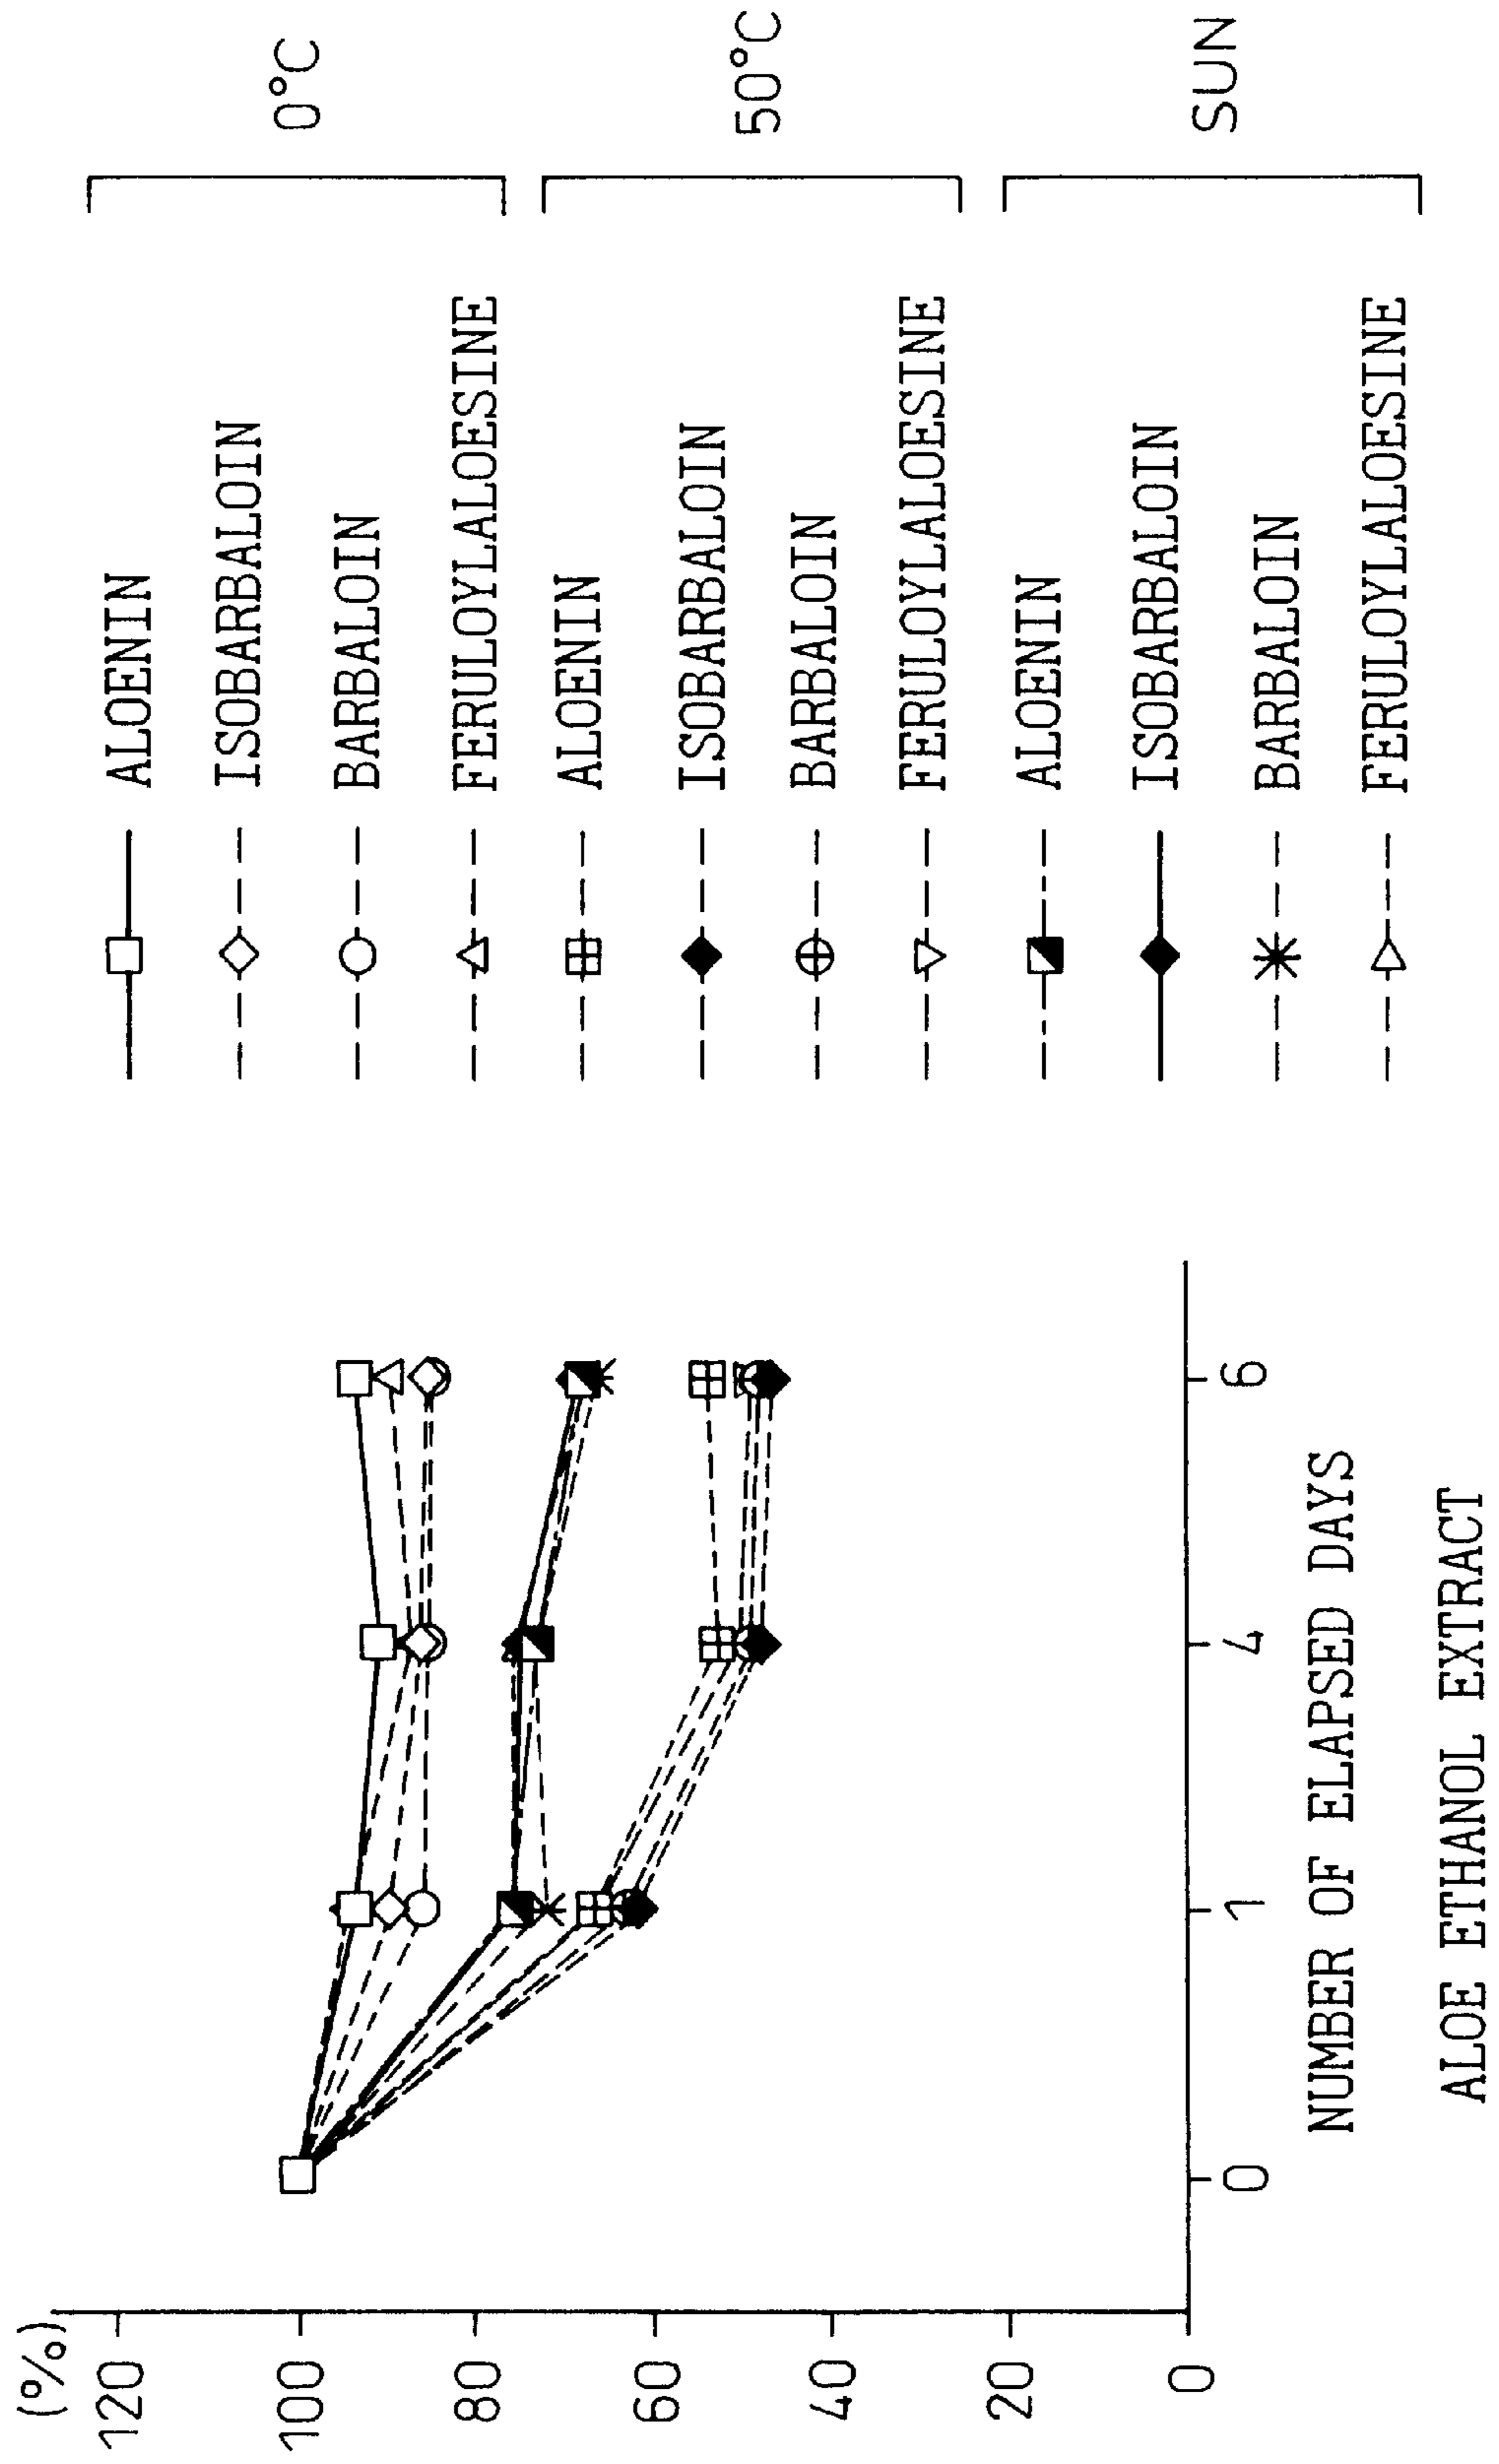 (%)
120
100
80
60
40
20
0
0
1
4
6
NUMBER OF ELAPSED DAYS
ALOE ETHANOL EXTRACT
ALOENIN
ISOBARBALOIN
BARBALOIN
FERULOYLALOESINE
0°C
ALOENIN
ISOBARBALOIN
BARBALOIN
FERULOYLALOESINE
50°C
ALOENIN
ISOBARBALOIN
BARBALOIN
FERULOYLALOESINE
SUN